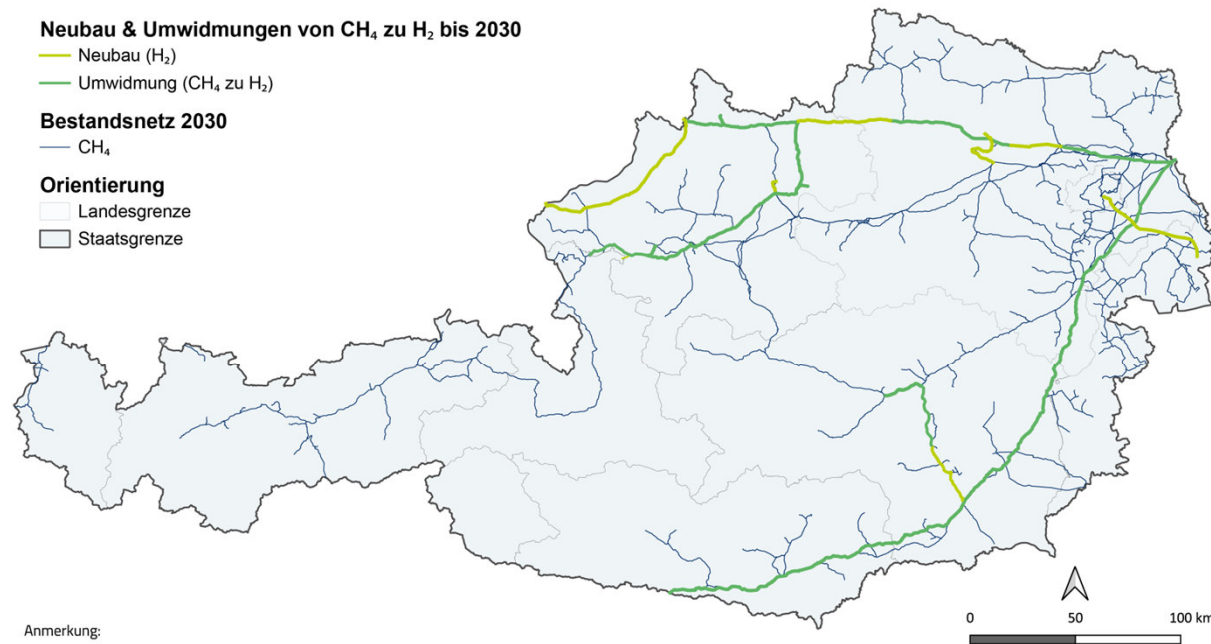 Neubau & Umwidmungen von CH₄ zu H₂ bis 2030
Neubau (H₂)
Umwidmung (CH₄ zu H₂)
Bestandsnetz 2030
CH₄
Orientierung
Landesgrenze
Staatsgrenze
0 50 100 km
Anmerkung: